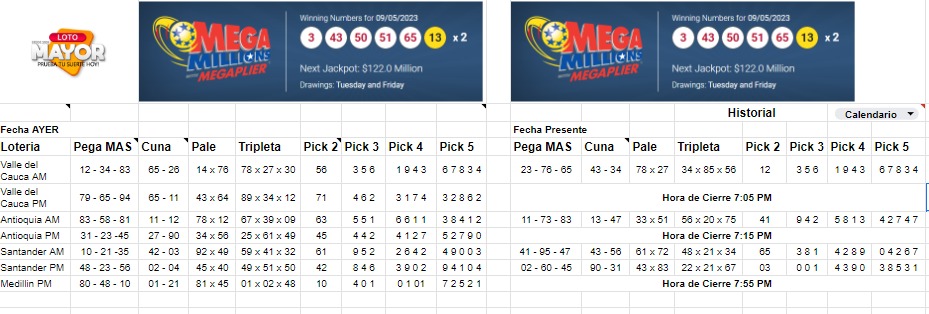 LOTO
MAYOR
PRUEBA TU SUERTE HOY!
MEGA
MILLIONS
MEGAPLIER
Winning Numbers for 09/05/2023
3 43 50 51 65 13 x 2
Next Jackpot: $122.0 Million
Drawings: Tuesday and Friday
MEGA
MILLIONS
MEGAPLIER
Winning Numbers for 09/05/2023
3 43 50 51 65 13 x 2
Next Jackpot: $122.0 Million
Drawings: Tuesday and Friday
Historial Calendario
Fecha AYER Fecha Presente
Lotería Pega MAS Cuna Pale Tripleta Pick 2 Pick 3 Pick 4 Pick 5 Pega MAS Cuna Pale Tripleta Pick 2 Pick 3 Pick 4 Pick 5
Valle del
Cauca AM 12 - 34 - 83 65 - 26 14 x 76 78 x 27 x 30 56 3 5 6 1 9 4 3 6 7 8 3 4 23 - 76 - 65 43 - 34 78 x 27 34 x 85 x 56 12 3 5 6 1 9 4 3 6 7 8 3 4
Valle del
Cauca PM 79 - 65 - 94 65 - 11 43 x 64 89 x 34 x 12 71 4 6 2 3 1 7 4 3 2 8 6 2 Hora de Cierre 7:05 PM
Antioquia AM 83 - 58 - 81 11 - 12 78 x 12 67 x 39 x 09 63 5 5 1 6 6 1 1 3 8 4 1 2 11 - 73 - 83 13 - 47 33 x 51 56 x 20 x 75 41 9 4 2 5 8 1 3 4 2 7 4 7
Antioquia PM 31 - 23 -45 27 - 90 34 x 56 25 x 61 x 49 45 4 4 2 4 1 2 7 5 2 7 9 0 Hora de Cierre 7:15 PM
Santander AM 10 - 21 -35 42 - 03 92 x 49 59 x 41 x 32 61 9 5 2 2 6 4 2 9 0 0 5 3 41 - 95 - 47 43 - 56 61 x 72 48 x 21 x 34 65 3 8 1 4 2 8 9 0 4 2 6 7
Santander PM 48 - 23 - 56 02 - 04 45 x 40 49 x 51 x 50 42 8 4 6 3 9 0 2 9 4 1 0 4 02 - 60 - 45 90 - 31 43 x 83 22 x 21 x 67 03 0 0 1 4 3 9 0 3 8 5 3 1
Medillin PM 80 - 48 - 10 01 - 21 81 x 45 01 x 02 x 48 10 4 0 1 0 1 0 1 7 2 5 2 1 Hora de Cierre 7:55 PM